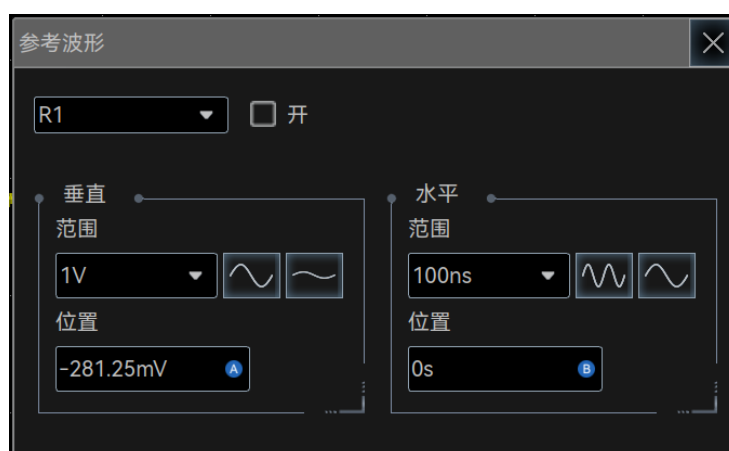 参考波形
R1 开
垂直
范围
1V
位置
-281.25mV A
水平
范围
100ns
位置
0s B